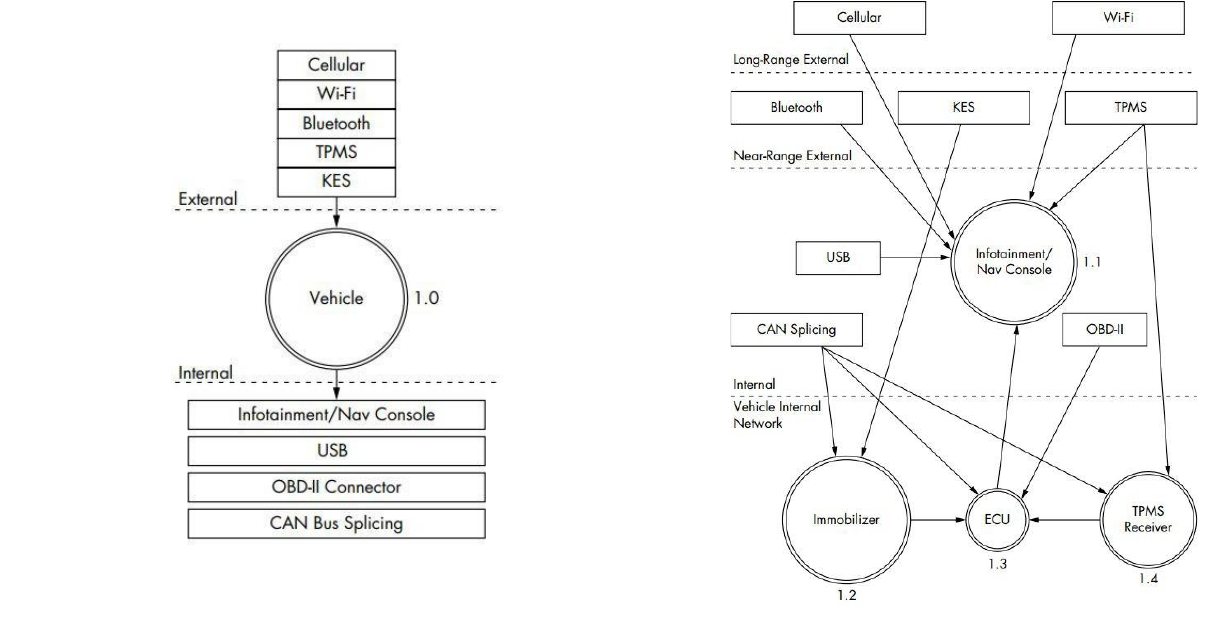 Cellular
Wi-Fi
Bluetooth
TPMS
KES
External
Vehicle
1.0
Internal
Infotainment/Nav Console
USB
OBD-II Connector
CAN Bus Splicing
Cellular
Wi-Fi
Long-Range External
Bluetooth
KES
TPMS
Near-Range External
USB
Infotainment/
Nav Console
1.1
CAN Splicing
OBD-II
Internal
Vehicle Internal
Network
Immobilizer
1.2
ECU
1.3
TPMS
Receiver
1.4